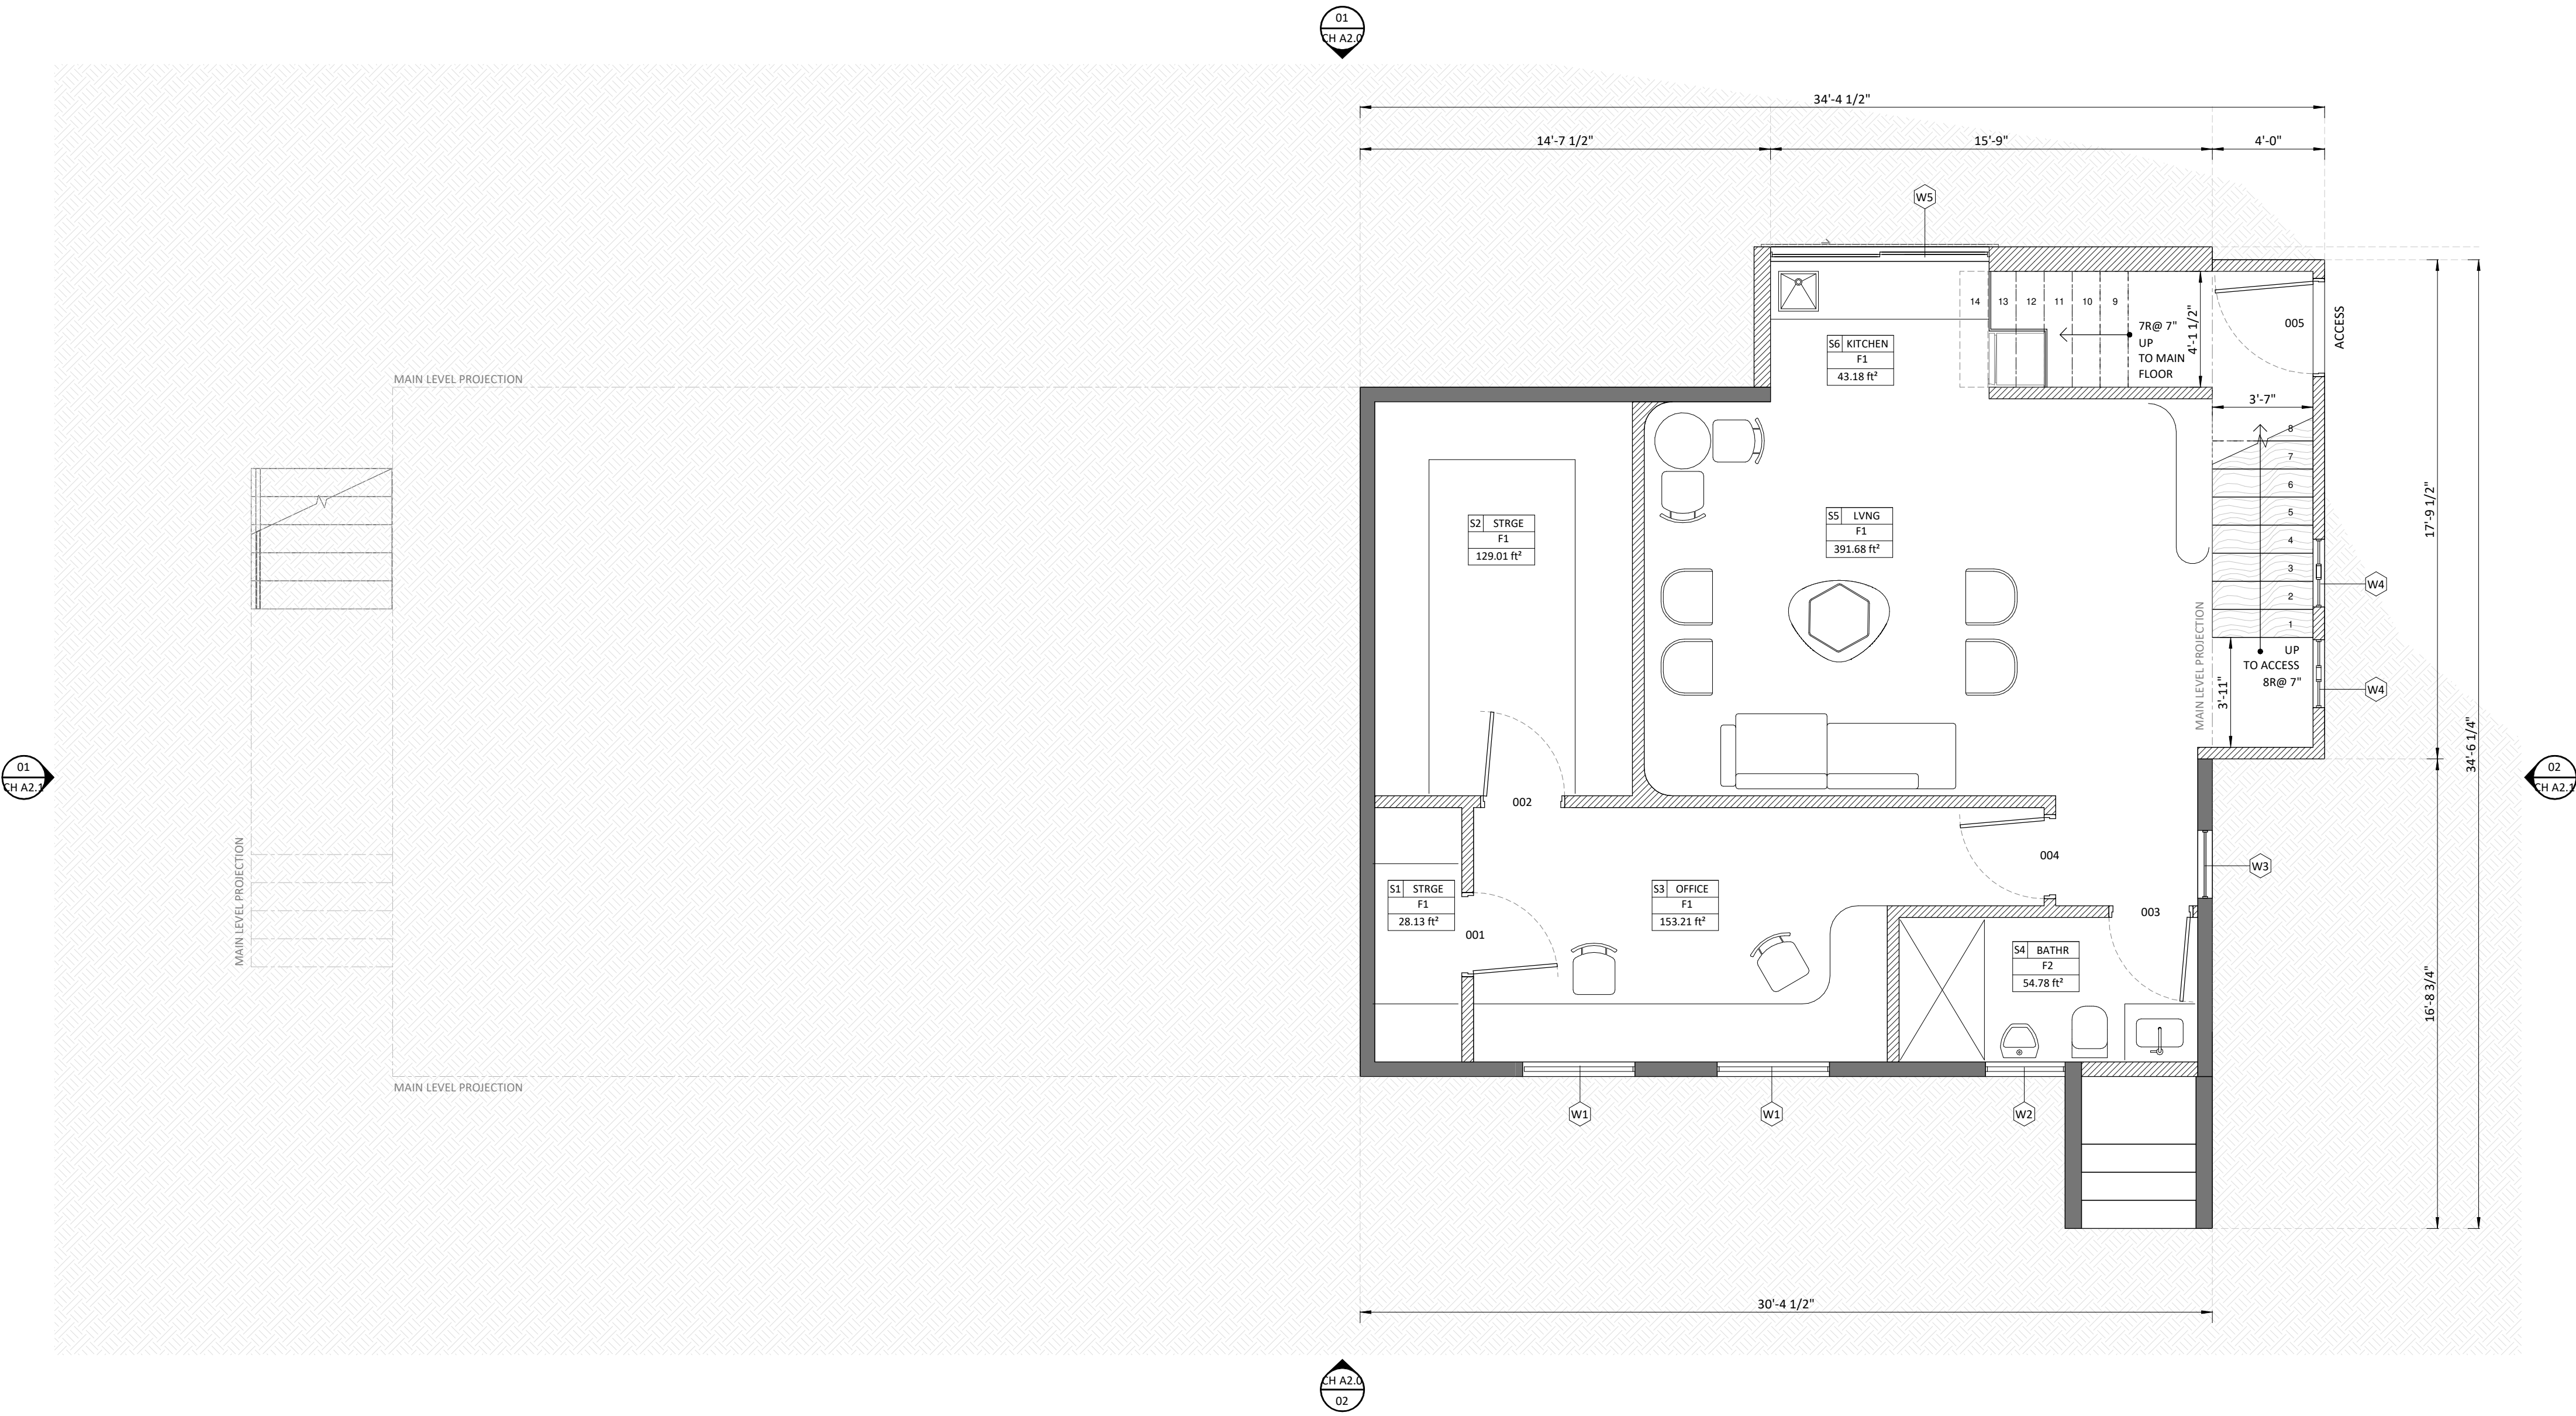 01
CH A2.0
34'-4 1/2"
14'-7 1/2"
15'-9"
4'-0"
W5
14
13
12
11
10
9
7R@ 7"
UP
TO MAIN
FLOOR
4'-1 1/2"
005
ACCESS
S6 KITCHEN
F1
43.18 ft²
MAIN LEVEL PROJECTION
3'-7"
8
7
6
5
4
3
2
1
S2 STRGE
F1
129.01 ft²
S5 LVNG
F1
391.68 ft²
17'-9 1/2"
W4
MAIN LEVEL PROJECTION
UP
TO ACCESS
8R@ 7"
3'-11"
W4
34'-6 1/4"
01
CH A2.1
02
CH A2.1
002
004
W3
MAIN LEVEL PROJECTION
S1 STRGE
F1
28.13 ft²
S3 OFFICE
F1
153.21 ft²
001
003
S4 BATHR
F2
54.78 ft²
16'-8 3/4"
MAIN LEVEL PROJECTION
W1
W1
W2
30'-4 1/2"
CH A2.0
02